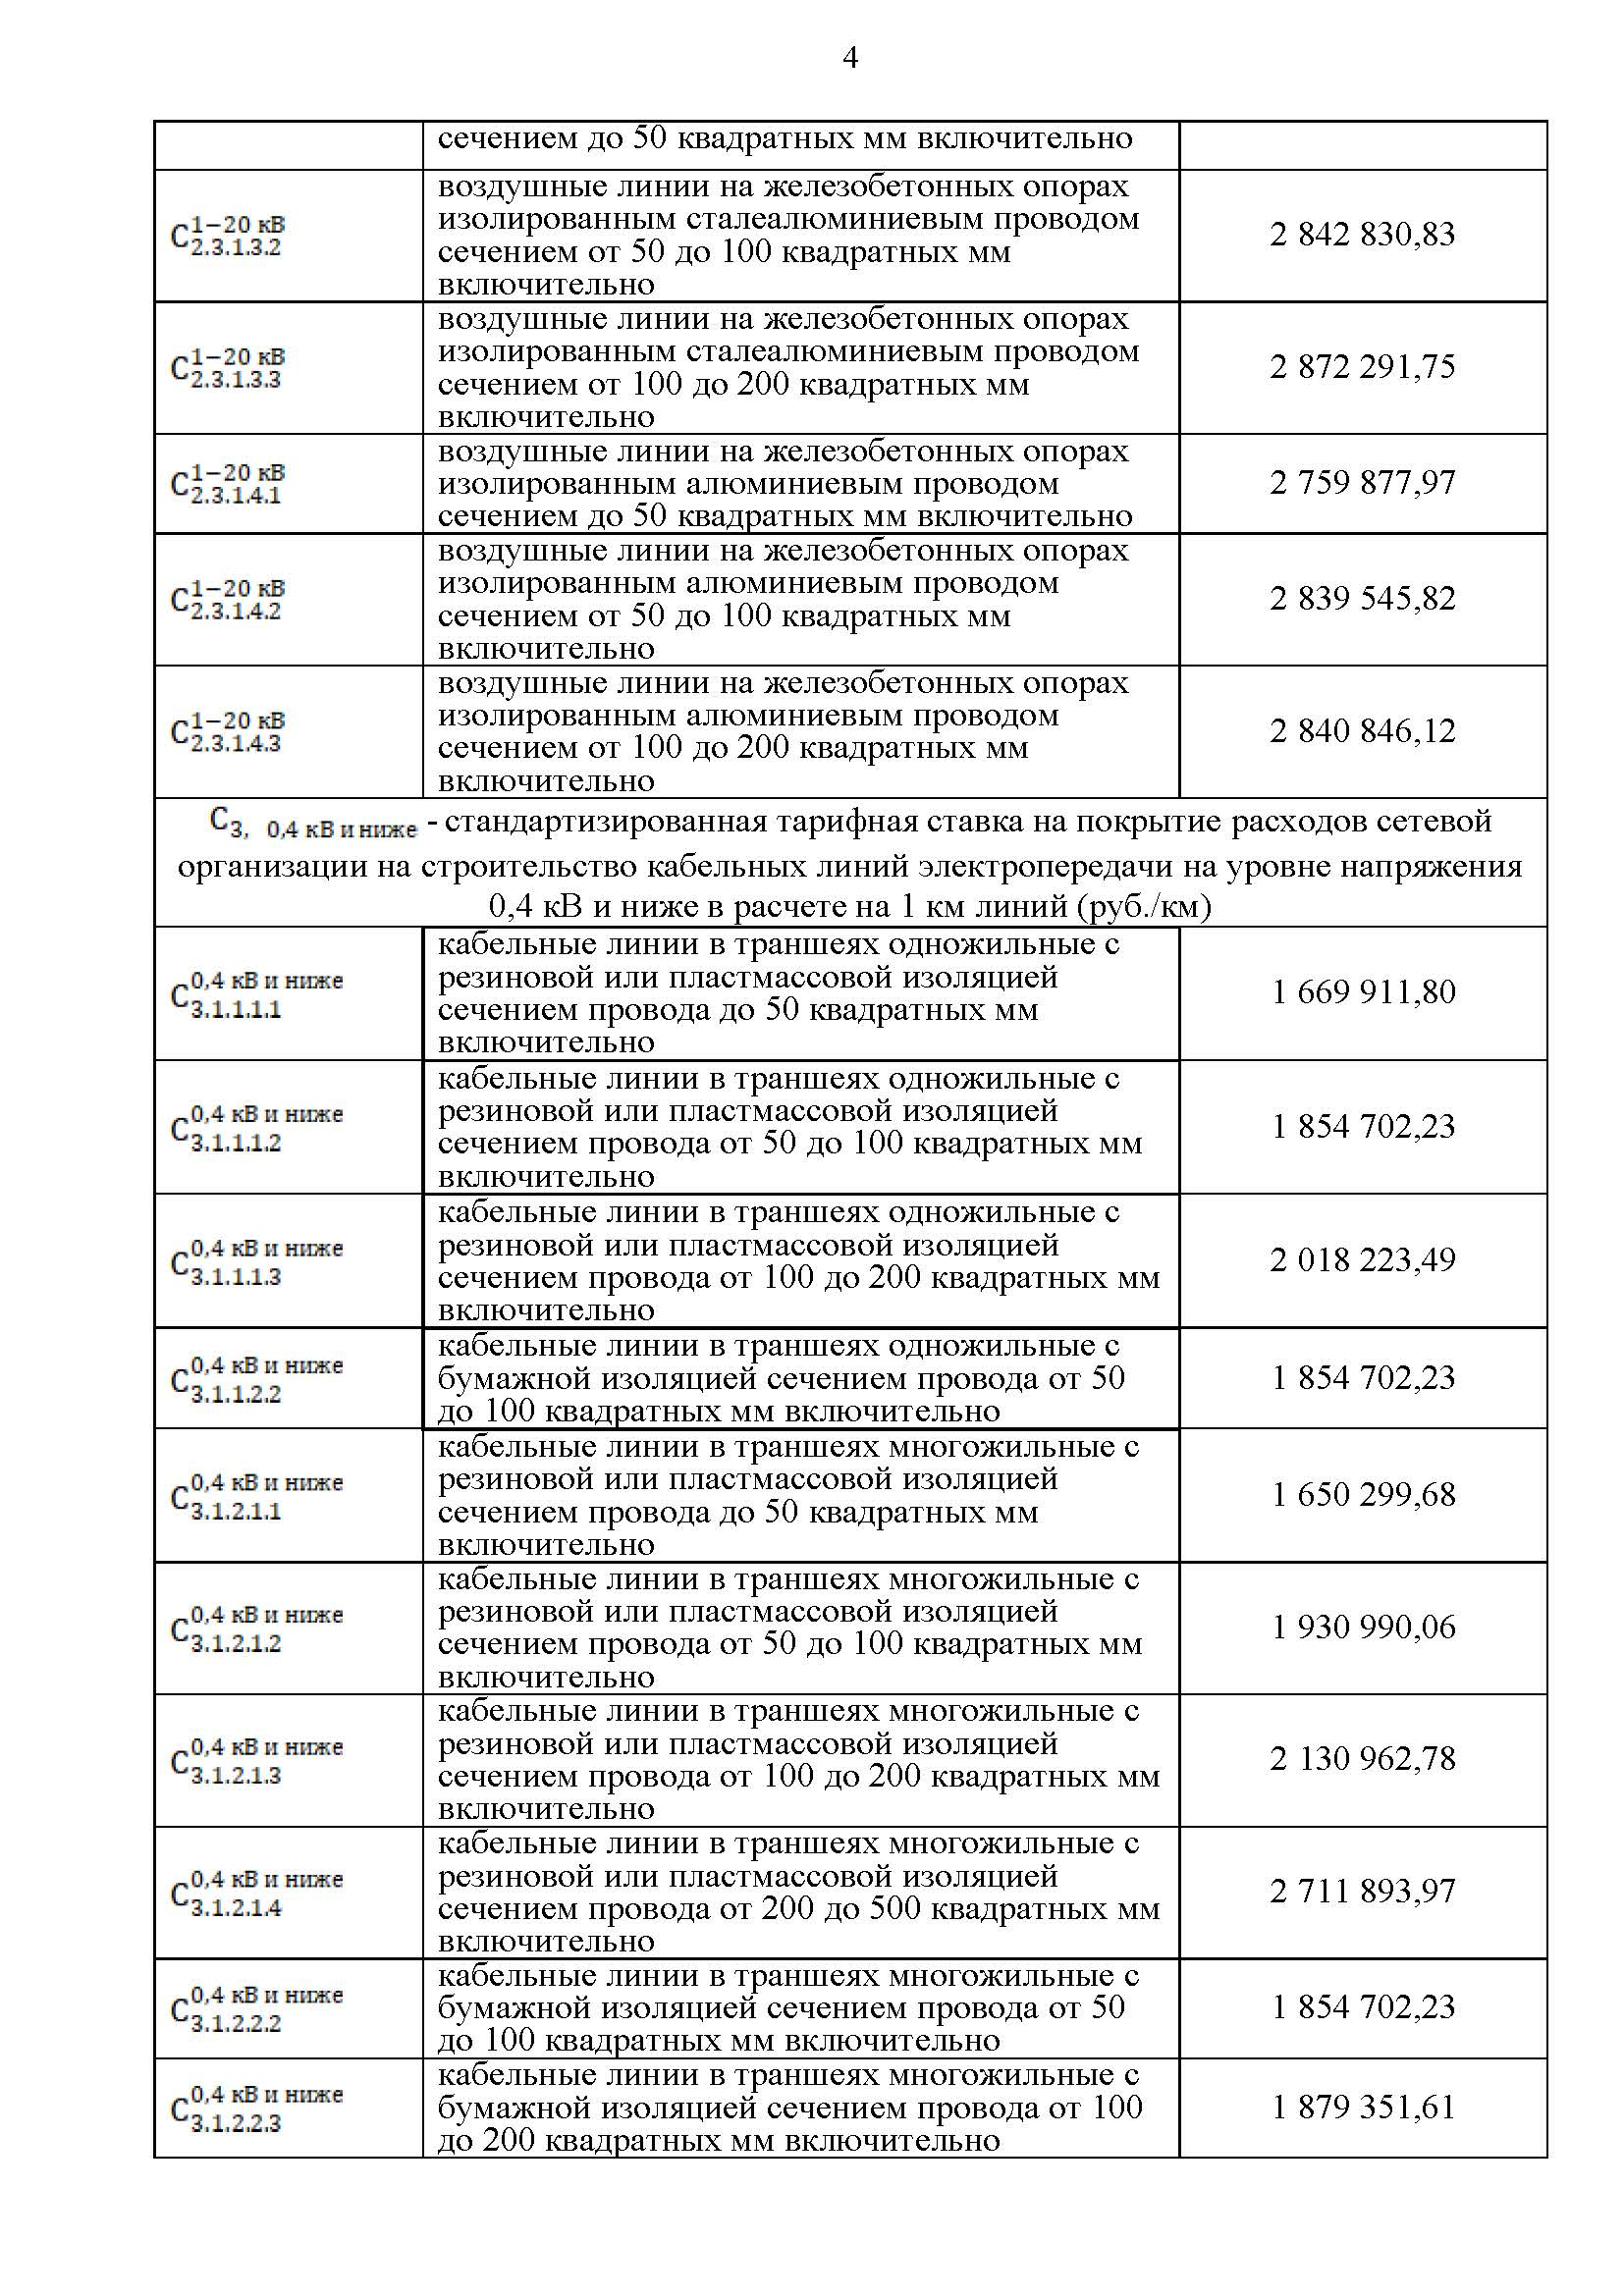 4
сечением до 50 квадратных мм включительно
С 1−20 кВ 2.3.1.3.2
воздушные линии на железобетонных опорах
изолированным сталеалюминиевым проводом
сечением от 50 до 100 квадратных мм
включительно
2 842 830,83
С 1−20 кВ 2.3.1.3.3
воздушные линии на железобетонных опорах
изолированным сталеалюминиевым проводом
сечением от 100 до 200 квадратных мм
включительно
2 872 291,75
С 1−20 кВ 2.3.1.4.1
воздушные линии на железобетонных опорах
изолированным алюминиевым проводом
сечением до 50 квадратных мм включительно
2 759 877,97
С 1−20 кВ 2.3.1.4.2
воздушные линии на железобетонных опорах
изолированным алюминиевым проводом
сечением от 50 до 100 квадратных мм
включительно
2 839 545,82
С 1−20 кВ 2.3.1.4.3
воздушные линии на железобетонных опорах
изолированным алюминиевым проводом
сечением от 100 до 200 квадратных мм
включительно
2 840 846,12
С 3, 0,4 кВ и ниже - стандартизированная тарифная ставка на покрытие расходов сетевой
организации на строительство кабельных линий электропередачи на уровне напряжения
0,4 кВ и ниже в расчете на 1 км линий (руб./км)
С 0,4 кВ и ниже 3.1.1.1.1
кабельные линии в траншеях одножильные с
резиновой или пластмассовой изоляцией
сечением провода до 50 квадратных мм
включительно
1 669 911,80
С 0,4 кВ и ниже 3.1.1.1.2
кабельные линии в траншеях одножильные с
резиновой или пластмассовой изоляцией
сечением провода от 50 до 100 квадратных мм
включительно
1 854 702,23
С 0,4 кВ и ниже 3.1.1.1.3
кабельные линии в траншеях одножильные с
резиновой или пластмассовой изоляцией
сечением провода от 100 до 200 квадратных мм
включительно
2 018 223,49
С 0,4 кВ и ниже 3.1.1.2.2
кабельные линии в траншеях одножильные с
бумажной изоляцией сечением провода от 50
до 100 квадратных мм включительно
1 854 702,23
С 0,4 кВ и ниже 3.1.2.1.1
кабельные линии в траншеях многожильные с
резиновой или пластмассовой изоляцией
сечением провода до 50 квадратных мм
включительно
1 650 299,68
С 0,4 кВ и ниже 3.1.2.1.2
кабельные линии в траншеях многожильные с
резиновой или пластмассовой изоляцией
сечением провода от 50 до 100 квадратных мм
включительно
1 930 990,06
С 0,4 кВ и ниже 3.1.2.1.3
кабельные линии в траншеях многожильные с
резиновой или пластмассовой изоляцией
сечением провода от 100 до 200 квадратных мм
включительно
2 130 962,78
С 0,4 кВ и ниже 3.1.2.1.4
кабельные линии в траншеях многожильные с
резиновой или пластмассовой изоляцией
сечением провода от 200 до 500 квадратных мм
включительно
2 711 893,97
С 0,4 кВ и ниже 3.1.2.2.2
кабельные линии в траншеях многожильные с
бумажной изоляцией сечением провода от 50
до 100 квадратных мм включительно
1 854 702,23
С 0,4 кВ и ниже 3.1.2.2.3
кабельные линии в траншеях многожильные с
бумажной изоляцией сечением провода от 100
до 200 квадратных мм включительно
1 879 351,61